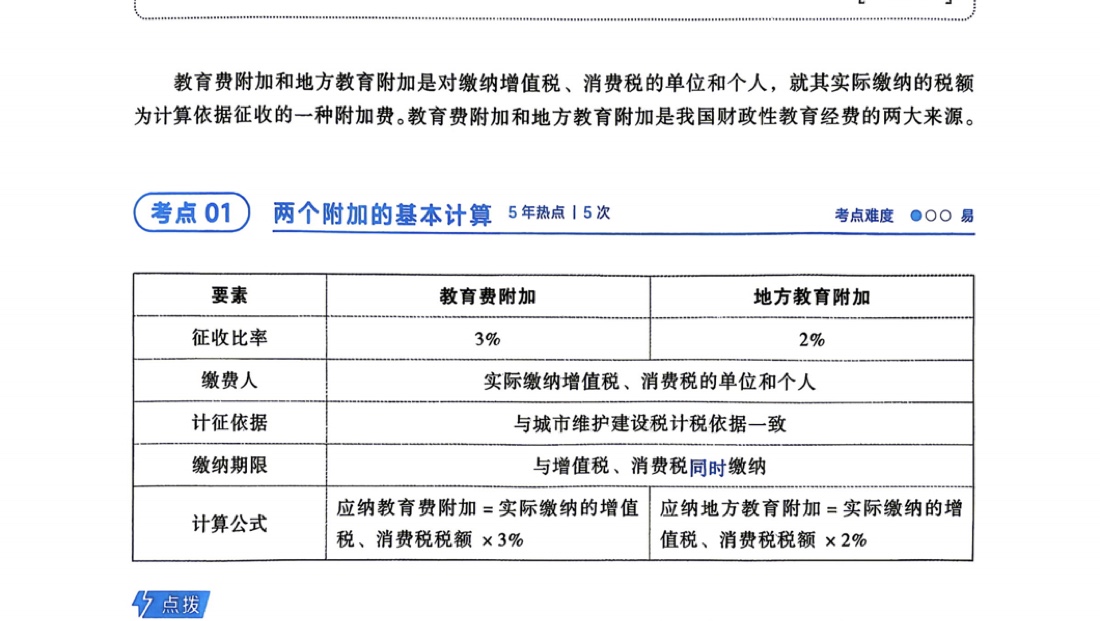 教育费附加和地方教育附加是对缴纳增值税、消费税的单位和个人，就其实际缴纳的税额
为计算依据征收的一种附加费。教育费附加和地方教育附加是我国财政性教育经费的两大来源。
考点 01 两个附加的基本计算 5年热点 | 5次 考点难度 易
要素 教育费附加 地方教育附加
征收比率 3% 2%
缴费人 实际缴纳增值税、消费税的单位和个人
计征依据 与城市维护建设税计税依据一致
缴纳期限 与增值税、消费税同时缴纳
计算公式
应纳教育费附加 = 实际缴纳的增值
税、消费税税额 ×3%
应纳地方教育附加 = 实际缴纳的增
值税、消费税税额 ×2%
点拨